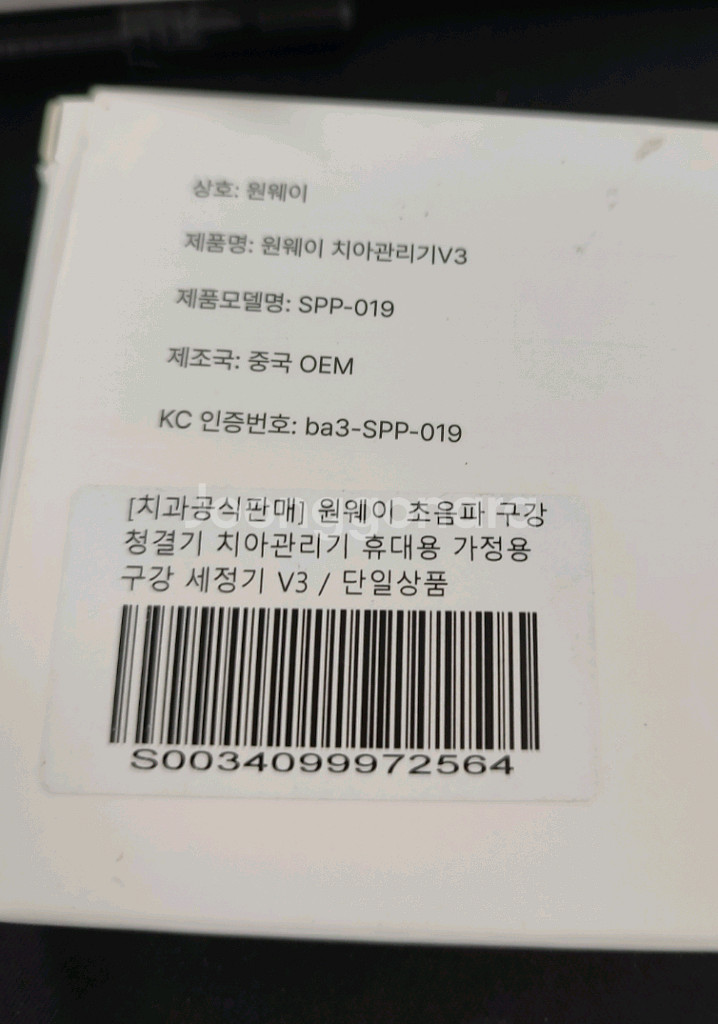 상호: 원웨이
제품명: 원웨이 치아관리기V3
제품모델명: SPP-019
제조국: 중국 OEM
KC 인증번호: ba3-SPP-019
[치과공식판매] 원웨이 초음파 구강
청결기 치아관리기 휴대용 가정용
구강 세정기 V3 / 단일상품
S0034099972564